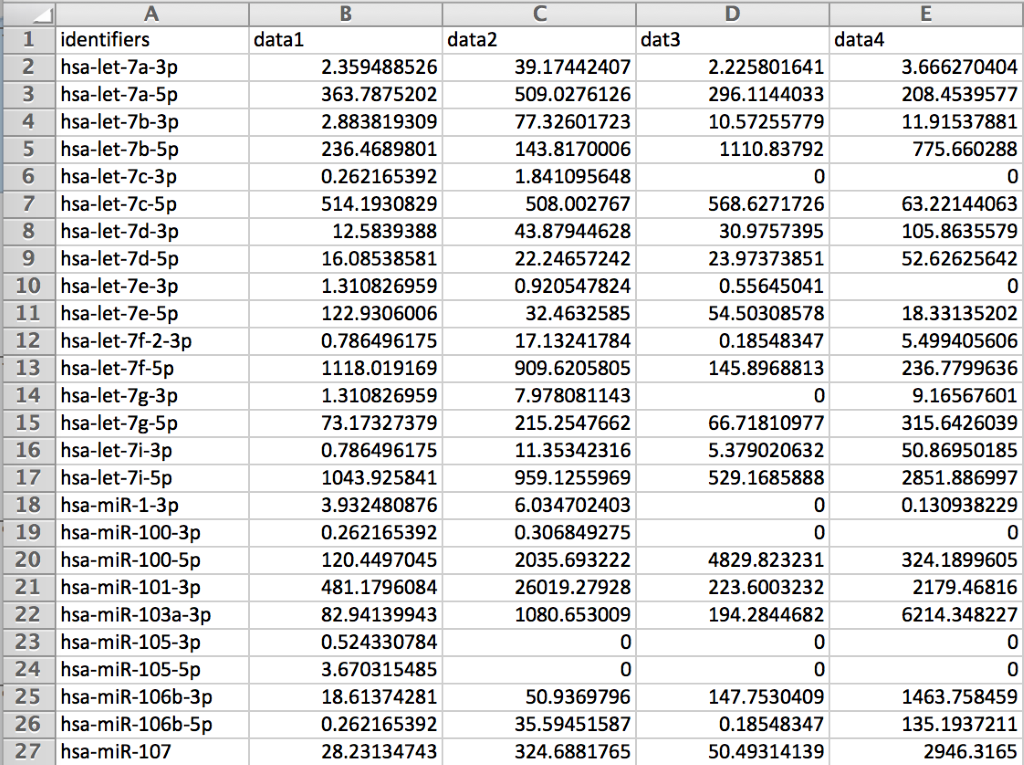 A B C D E
1 identifiers data1 data2 dat3 data4
2 hsa-let-7a-3p 2.359488526 39.17442407 2.225801641 3.666270404
3 hsa-let-7a-5p 363.7875202 509.0276126 296.1144033 208.4539577
4 hsa-let-7b-3p 2.883819309 77.32601723 10.57255779 11.91537881
5 hsa-let-7b-5p 236.4689801 143.8170006 1110.83792 775.660288
6 hsa-let-7c-3p 0.262165392 1.841095648 0 0
7 hsa-let-7c-5p 514.1930829 508.002767 568.6271726 63.22144063
8 hsa-let-7d-3p 12.5839388 43.87944628 30.9757395 105.8635579
9 hsa-let-7d-5p 16.08538581 22.24657242 23.97373851 52.62625642
10 hsa-let-7e-3p 1.310826959 0.920547824 0.55645041 0
11 hsa-let-7e-5p 122.9306006 32.4632585 54.50308578 18.33135202
12 hsa-let-7f-2-3p 0.786496175 17.13241784 0.18548347 5.499405606
13 hsa-let-7f-5p 1118.019169 909.6205805 145.8968813 236.7799636
14 hsa-let-7g-3p 1.310826959 7.978081143 0 9.16567601
15 hsa-let-7g-5p 73.17327379 215.2547662 66.71810977 315.6426039
16 hsa-let-7i-3p 0.786496175 11.35342316 5.379020632 50.86950185
17 hsa-let-7i-5p 1043.925841 959.1255969 529.1685888 2851.886997
18 hsa-miR-1-3p 3.932480876 6.034702403 0 0.130938229
19 hsa-miR-100-3p 0.262165392 0.306849275 0 0
20 hsa-miR-100-5p 120.4497045 2035.693222 4829.823231 324.1899605
21 hsa-miR-101-3p 481.1796084 26019.27928 223.6003232 2179.46816
22 hsa-miR-103a-3p 82.94139943 1080.653009 194.2844682 6214.348227
23 hsa-miR-105-3p 0.524330784 0 0 0
24 hsa-miR-105-5p 3.670315485 0 0 0
25 hsa-miR-106b-3p 18.61374281 50.9369796 147.7530409 1463.758459
26 hsa-miR-106b-5p 0.262165392 35.59451587 0.18548347 135.1937211
27 hsa-miR-107 28.23134743 324.6881765 50.49314139 2946.3165